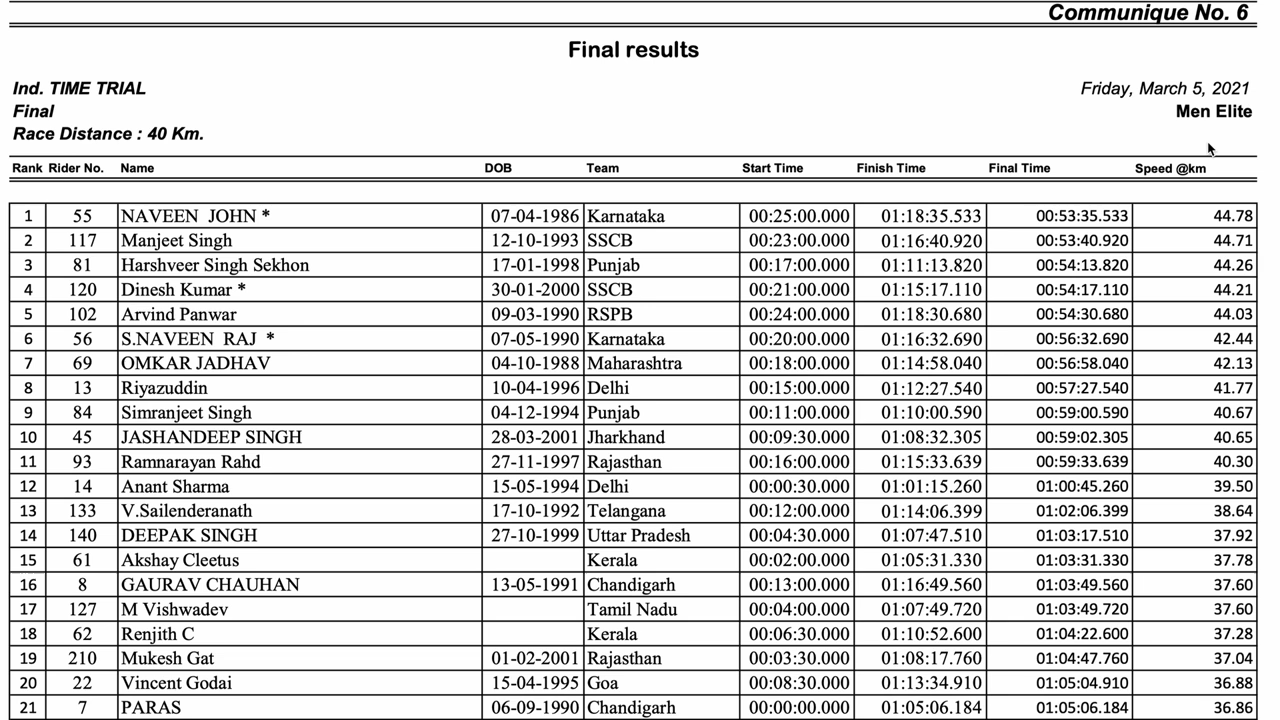 Communique No. 6
Final results
Ind. TIME TRIAL Friday, March 5, 2021
Final Men Elite
Race Distance : 40 Km.
Rank Rider No. Name DOB Team Start Time Finish Time Final Time Speed @km
1 55 NAVEEN JOHN * 07-04-1986 Karnataka 00:25:00.000 01:18:35.533 00:53:35.533 44.78
2 117 Manjeet Singh 12-10-1993 SSCB 00:23:00.000 01:16:40.920 00:53:40.920 44.71
3 81 Harshveer Singh Sekhon 17-01-1998 Punjab 00:17:00.000 01:11:13.820 00:54:13.820 44.26
4 120 Dinesh Kumar * 30-01-2000 SSCB 00:21:00.000 01:15:17.110 00:54:17.110 44.21
5 102 Arvind Panwar 09-03-1990 RSPB 00:24:00.000 01:18:30.680 00:54:30.680 44.03
6 56 S.NAVEEN RAJ * 07-05-1990 Karnataka 00:20:00.000 01:16:32.690 00:56:32.690 42.44
7 69 OMKAR JADHAV 04-10-1988 Maharashtra 00:18:00.000 01:14:58.040 00:56:58.040 42.13
8 13 Riyazuddin 10-04-1996 Delhi 00:15:00.000 01:12:27.540 00:57:27.540 41.77
9 84 Simranjeet Singh 04-12-1994 Punjab 00:11:00.000 01:10:00.590 00:59:00.590 40.67
10 45 JASHANDEEP SINGH 28-03-2001 Jharkhand 00:09:30.000 01:08:32.305 00:59:02.305 40.65
11 93 Ramnarayan Rahd 27-11-1997 Rajasthan 00:16:00.000 01:15:33.639 00:59:33.639 40.30
12 14 Anant Sharma 15-05-1994 Delhi 00:00:30.000 01:01:15.260 01:00:45.260 39.50
13 133 V.Sailenderanath 17-10-1992 Telangana 00:12:00.000 01:14:06.399 01:02:06.399 38.64
14 140 DEEPAK SINGH 27-10-1999 Uttar Pradesh 00:04:30.000 01:07:47.510 01:03:17.510 37.92
15 61 Akshay Cleetus Kerala 00:02:00.000 01:05:31.330 01:03:31.330 37.78
16 8 GAURAV CHAUHAN 13-05-1991 Chandigarh 00:13:00.000 01:16:49.560 01:03:49.560 37.60
17 127 M Vishwadev Tamil Nadu 00:04:00.000 01:07:49.720 01:03:49.720 37.60
18 62 Renjith C Kerala 00:06:30.000 01:10:52.600 01:04:22.600 37.28
19 210 Mukesh Gat 01-02-2001 Rajasthan 00:03:30.000 01:08:17.760 01:04:47.760 37.04
20 22 Vincent Godai 15-04-1995 Goa 00:08:30.000 01:13:34.910 01:05:04.910 36.88
21 7 PARAS 06-09-1990 Chandigarh 00:00:00.000 01:05:06.184 01:05:06.184 36.86